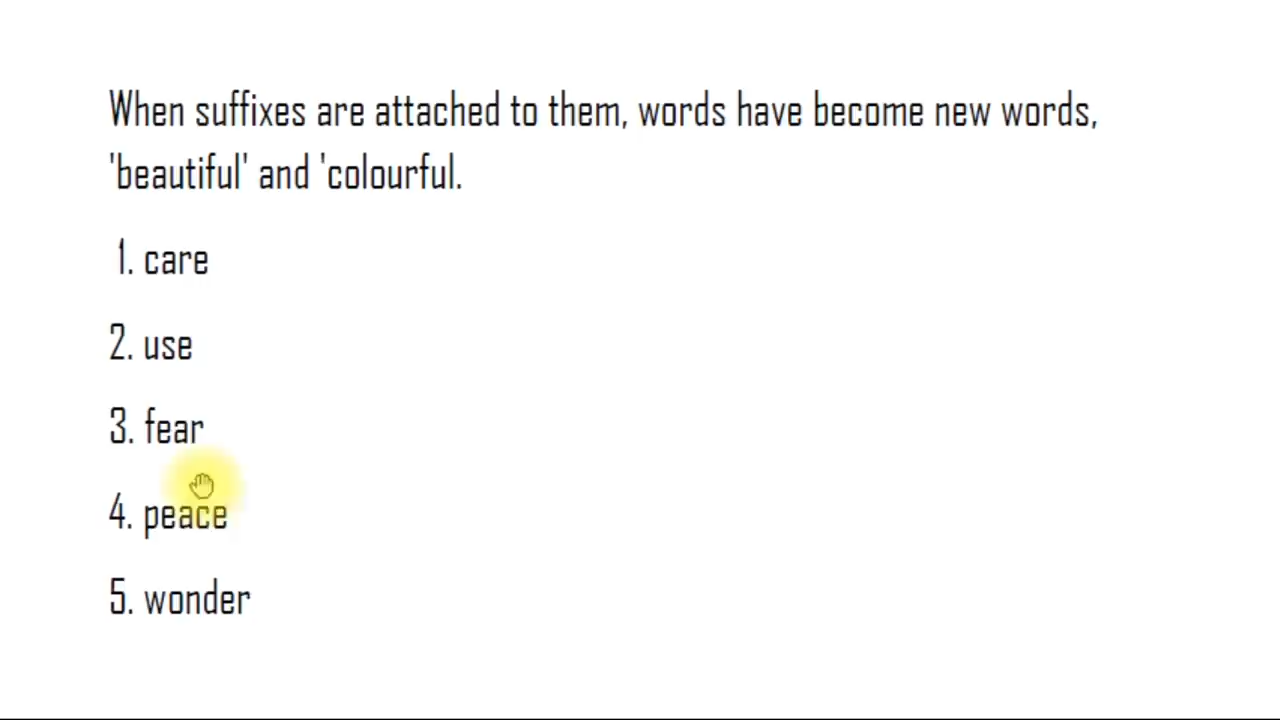 When suffixes are attached to them, words have become new words,
'beautiful' and 'colourful.
1. care
2. use
3. fear
4. peace
5. wonder